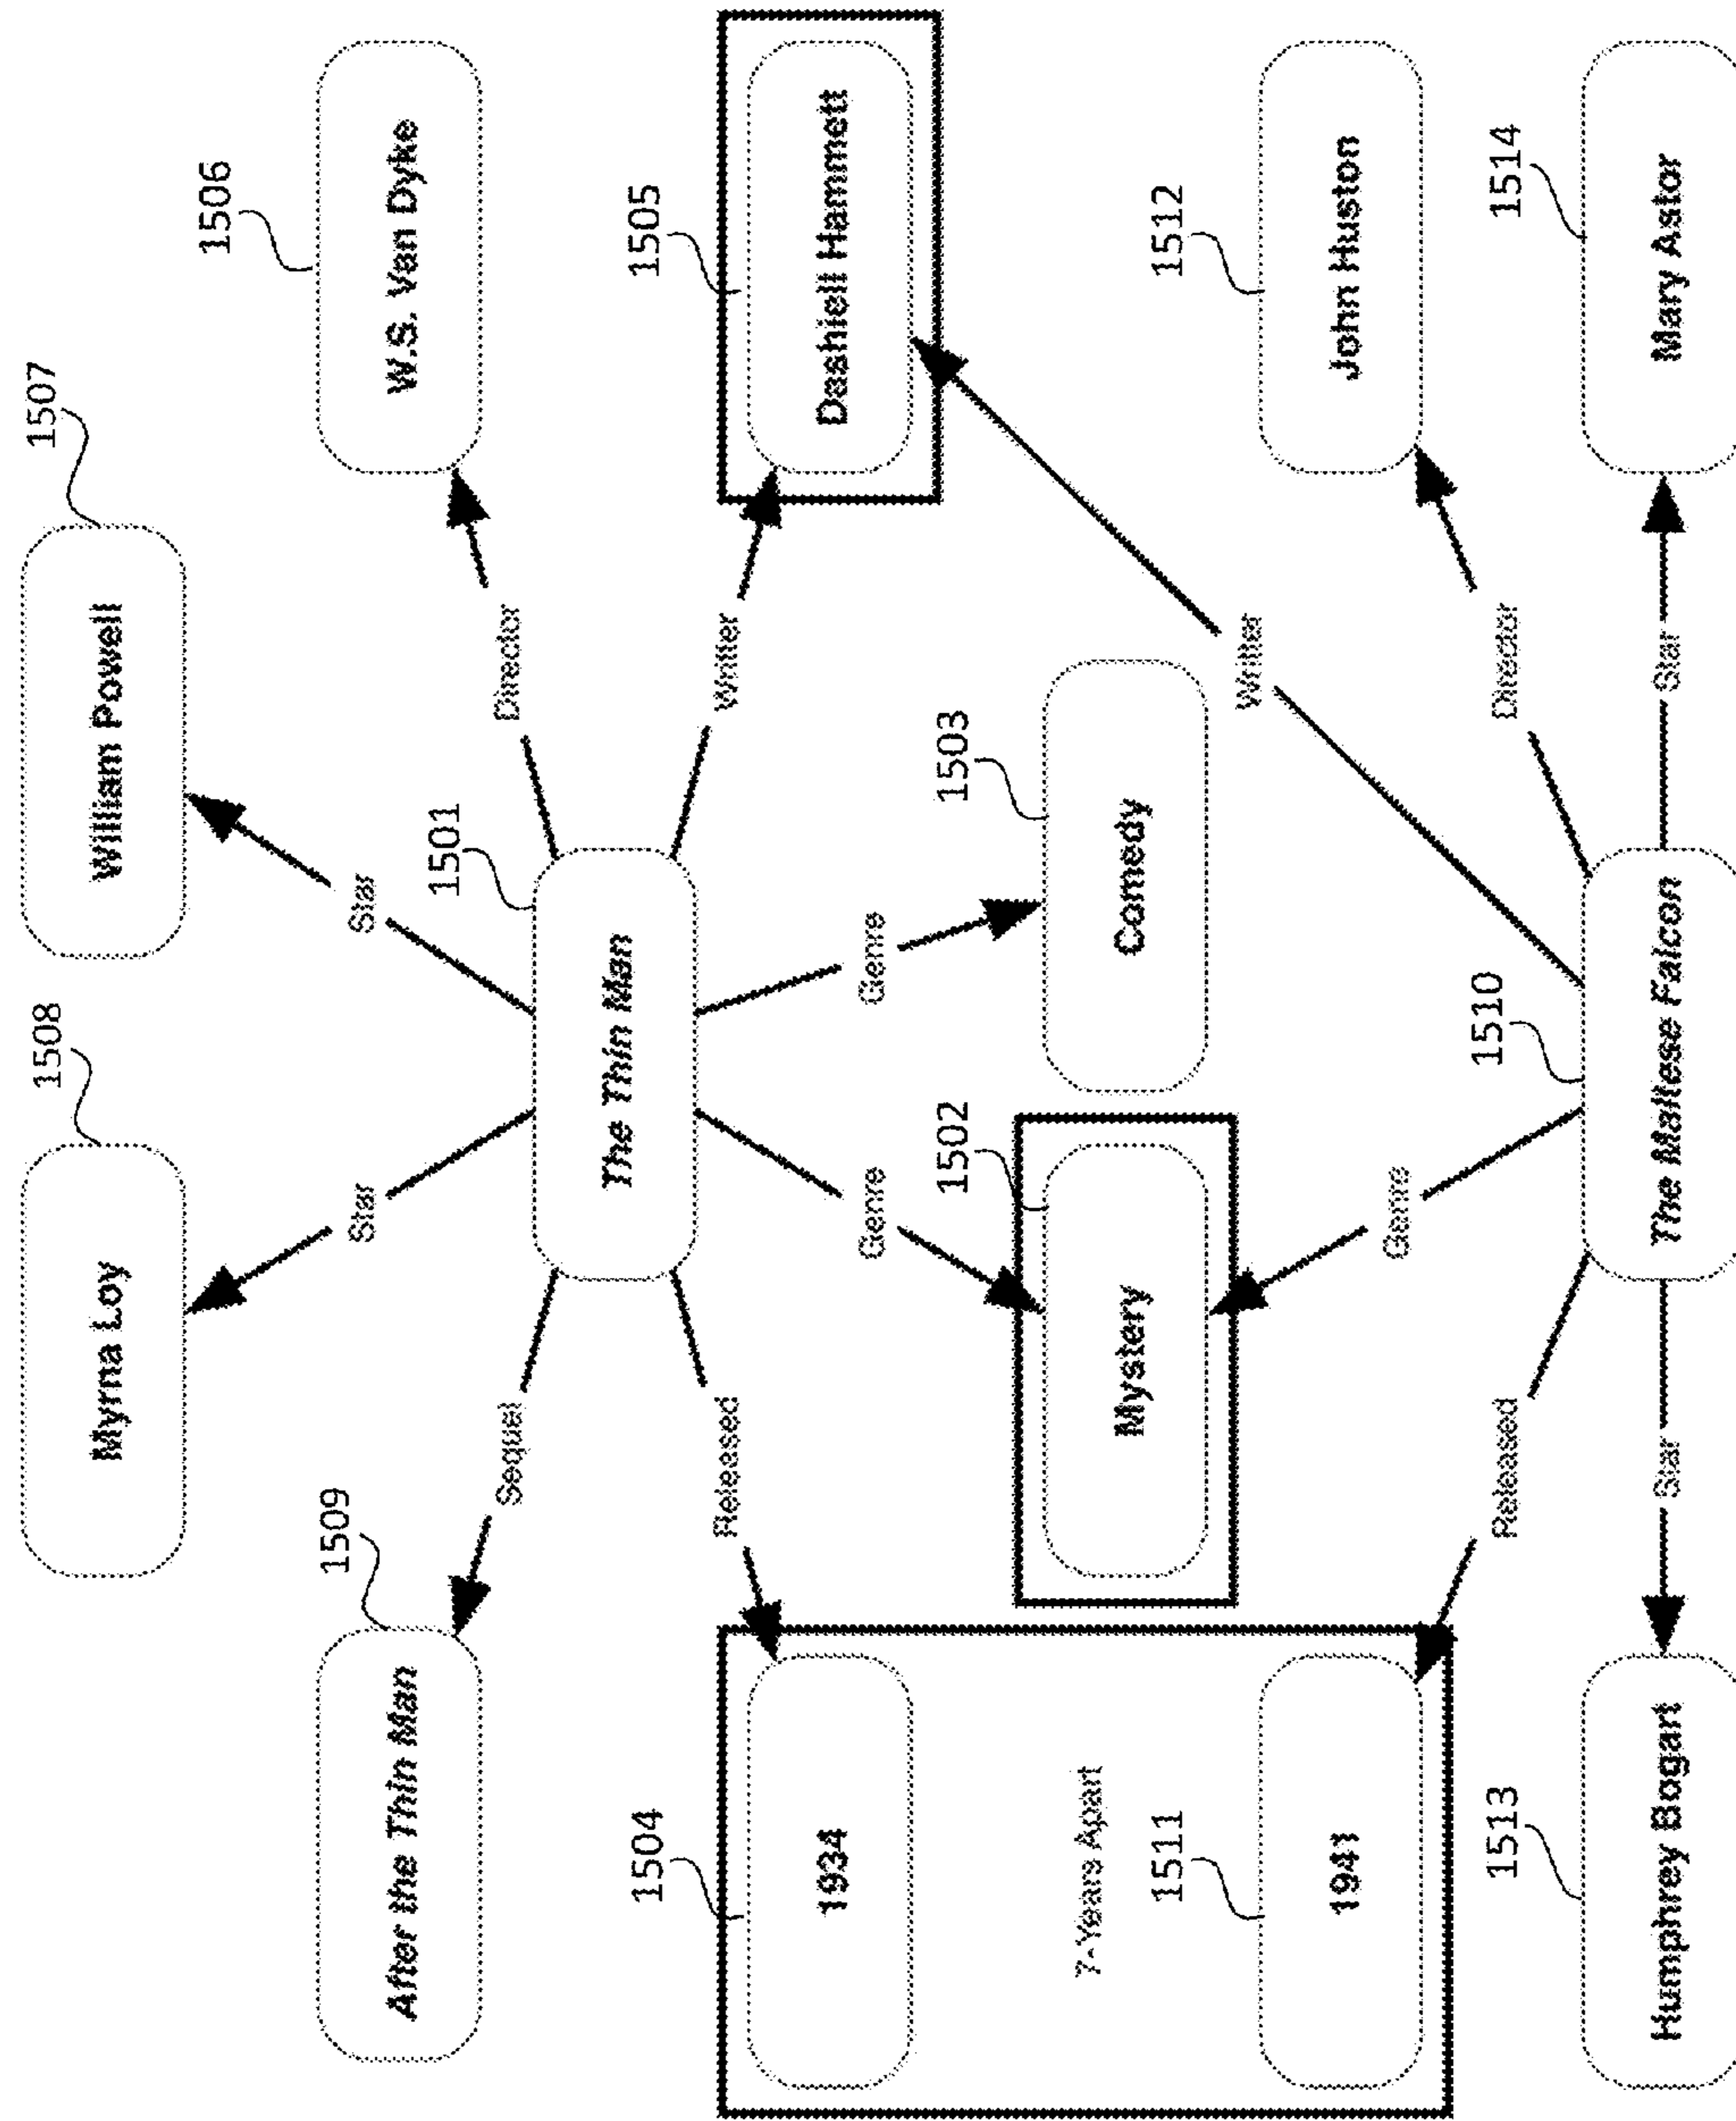 1508
Myrna Loy
1507
William Powell
1509
After the Thin Man
1506
W.S. Van Dyke
Star
Star
Sequel
Director
1501
The Thin Man
Released
Writer
1504
1934
1505
Dashiell Hammett
Genre
Genre
1502
Mystery
1503
Comedy
7-Years Apart
1511
1941
Writer
1512
John Huston
Genre
Released
Director
1510
The Maltese Falcon
1513
Humphrey Bogart
Star
Star
1514
Mary Astor